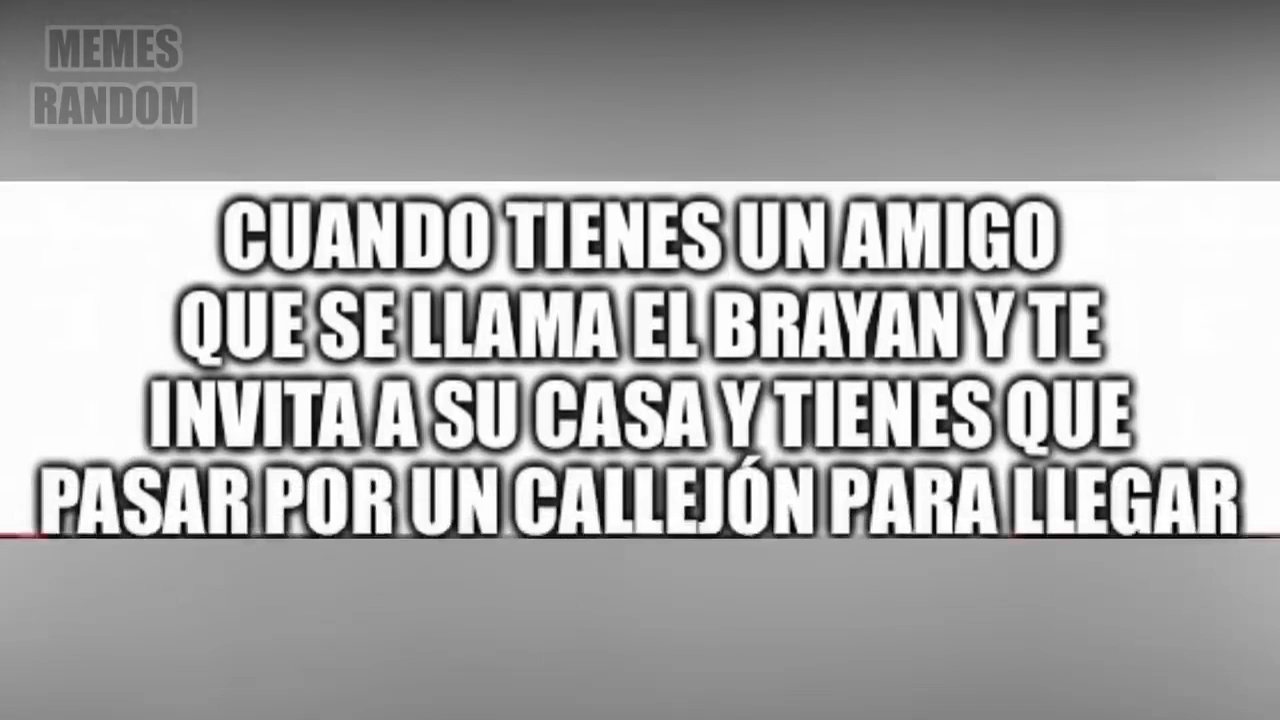 MEMES
RANDOM
CUANDO TIENES UN AMIGO
QUE SE LLAMA EL BRAYAN Y TE
INVITA A SU CASA Y TIENES QUE
PASAR POR UN CALLEJÓN PARA LLEGAR